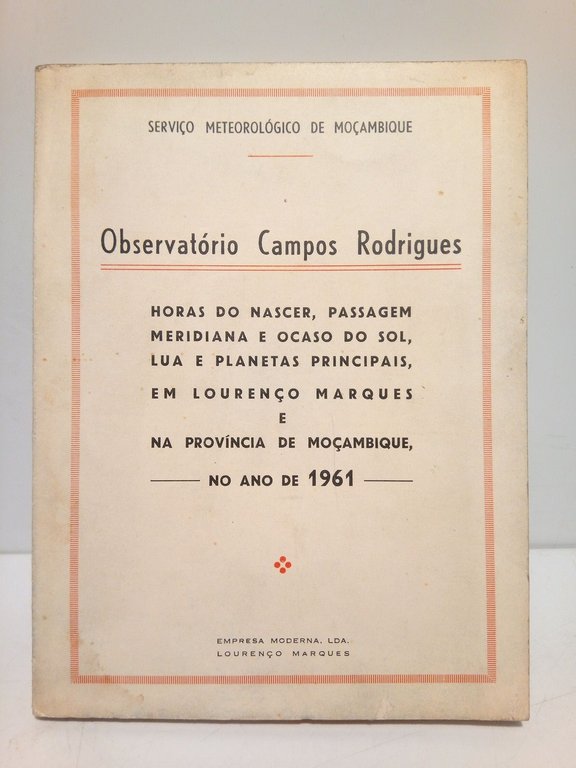 SERVIÇO METEOROLÓGICO DE MOÇAMBIQUE
Observatório Campos Rodrigues
HORAS DO NASCER, PASSAGEM
MERIDIANA E OCASO DO SOL,
LUA E PLANETAS PRINCIPAIS,
EM LOURENÇO MARQUES
E
NA PROVÍNCIA DE MOÇAMBIQUE,
NO ANO DE 1961
EMPRESA MODERNA, LDA.
LOURENÇO MARQUES